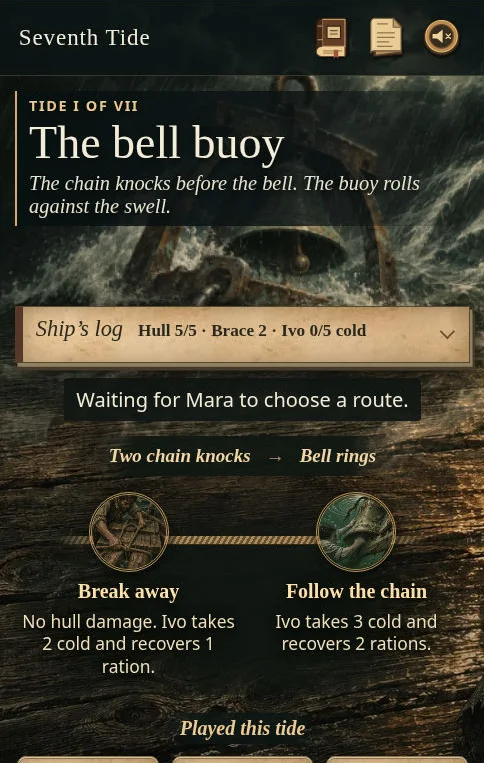 Seventh Tide
TIDE I OF VII
The bell buoy
The chain knocks before the bell. The buoy rolls
against the swell.
Ship’s log Hull 5/5 · Brace 2 · Ivo 0/5 cold
Waiting for Mara to choose a route.
Two chain knocks → Bell rings
Break away
No hull damage. Ivo takes
2 cold and recovers 1
ration.
Follow the chain
Ivo takes 3 cold and
recovers 2 rations.
Played this tide